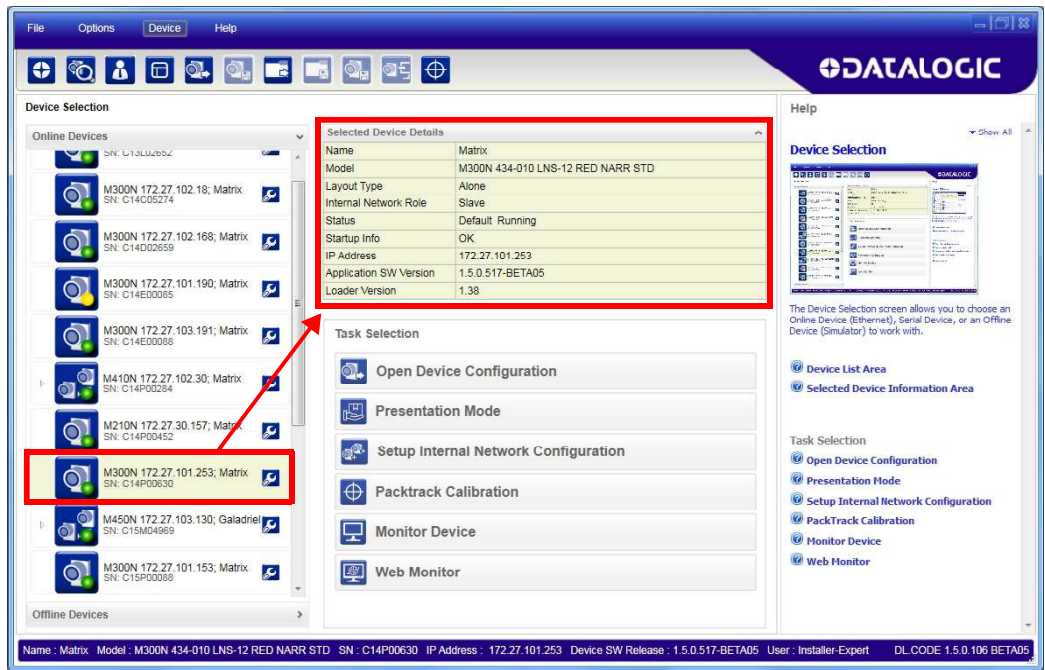 File Options Device Help
DATALOGIC
Device Selection
Online Devices
SN: C13L02652
M300N 172.27.102.18; Matrix
SN: C14C05274
M300N 172.27.102.168; Matrix
SN: C14D02659
M300N 172.27.101.190; Matrix
SN: C14E00085
M300N 172.27.103.191; Matrix
SN: C14E00088
M410N 172.27.102.30; Matrix
SN: C14P00284
M210N 172.27.30.157; Matrix
SN: C14P00452
M300N 172.27.101.253; Matrix
SN: C14P00630
M450N 172.27.103.130; Galadriel
SN: C15M04969
M300N 172.27.101.153; Matrix
SN: C15P00088
Offline Devices
Selected Device Details
Name Matrix
Model M300N 434-010 LNS-12 RED NARR STD
Layout Type Alone
Internal Network Role Slave
Status Default Running
Startup Info OK
IP Address 172.27.101.253
Application SW Version 1.5.0.517-BETA05
Loader Version 1.38
Task Selection
Open Device Configuration
Presentation Mode
Setup Internal Network Configuration
Packtrack Calibration
Monitor Device
Web Monitor
Help
Show All
Device Selection
DATALOGIC
The Device Selection screen allows you to choose an
Online Device (Ethernet), Serial Device, or an Offline
Device (Simulator) to work with.
Device List Area
Selected Device Information Area
Task Selection
Open Device Configuration
Presentation Mode
Setup Internal Network Configuration
PackTrack Calibration
Monitor Device
Web Monitor
Name : Matrix Model : M300N 434-010 LNS-12 RED NARR STD SN : C14P00630 IP Address : 172.27.101.253 Device SW Release : 1.5.0.517-BETA05 User : Installer-Expert DL.CODE 1.5.0.106 BETA05